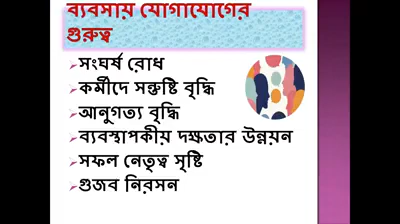 ব্যবসায় যোগাযোগের
গুরুত্ব
সংঘর্ষ রোধ
কর্মীদে সন্তুষ্টি বৃদ্ধি
আনুগত্য বৃদ্ধি
ব্যবস্থাপকীয় দক্ষতার উন্নয়ন
সফল নেতৃত্ব সৃষ্টি
গুজব নিরসন